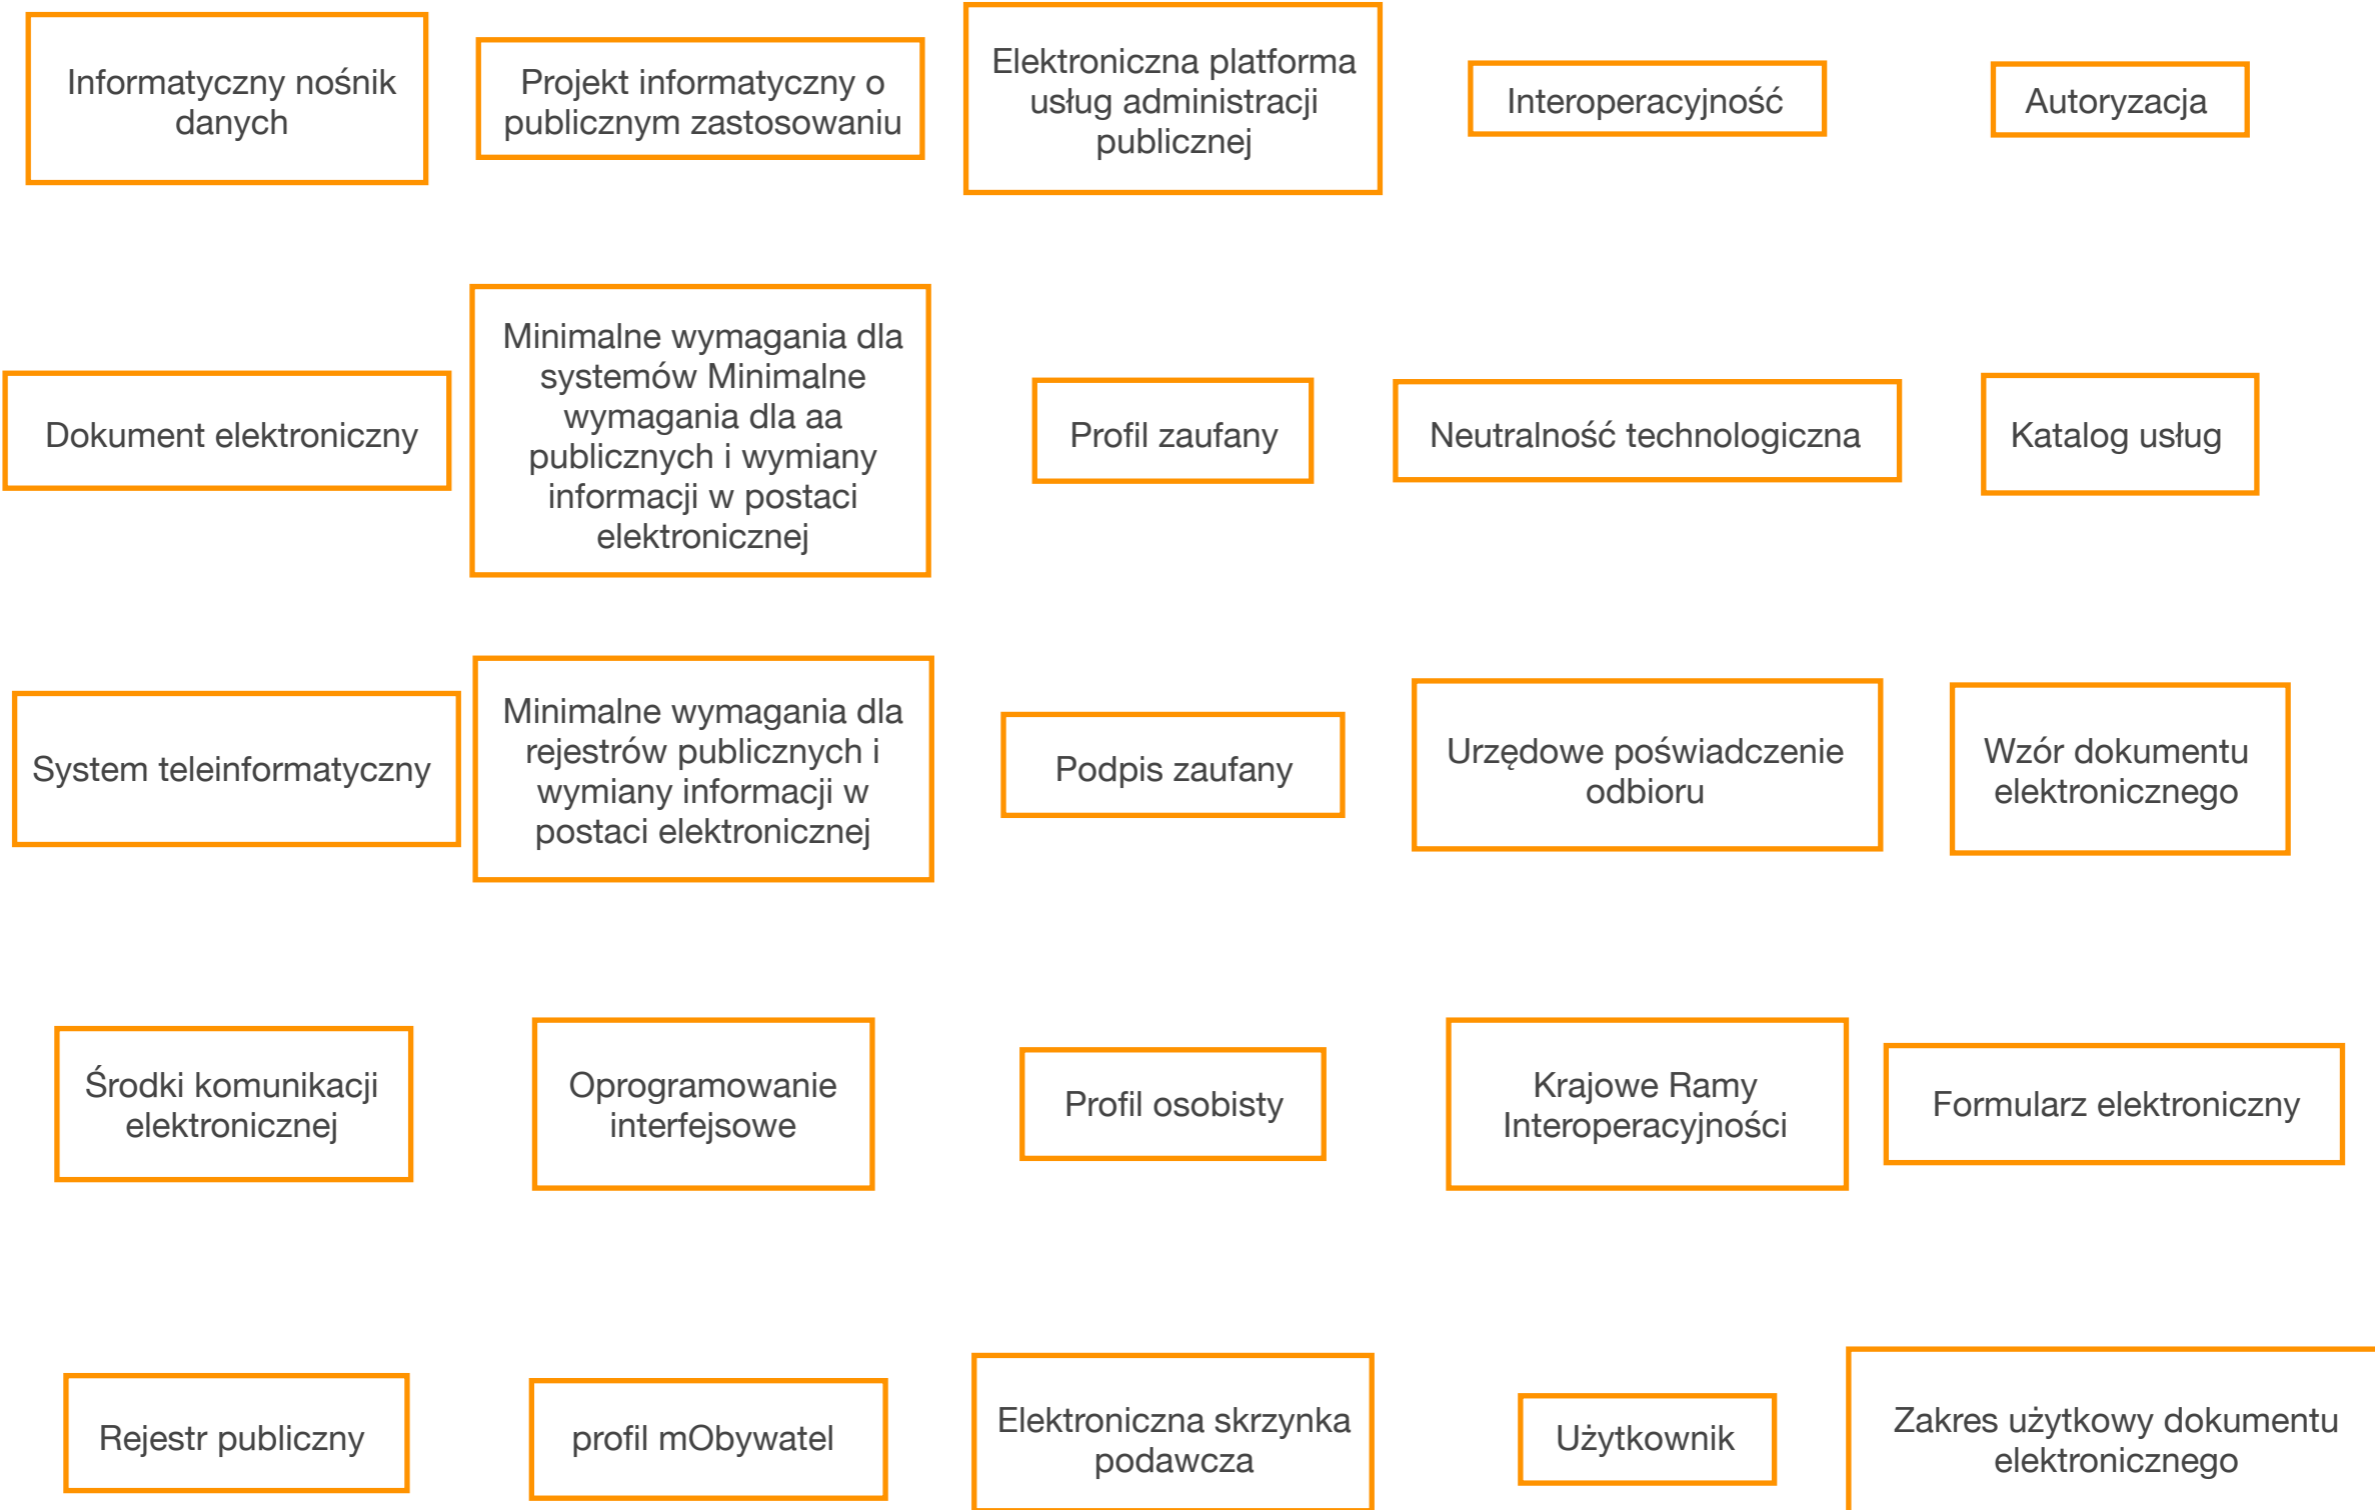 Informatyczny nośnik
danych
Projekt informatyczny o
publicznym zastosowaniu
Elektroniczna platforma
usług administracji
publicznej
Interoperacyjność
Autoryzacja
Dokument elektroniczny
Minimalne wymagania dla
systemów Minimalne
wymagania dla aa
publicznych i wymiany
informacji w postaci
elektronicznej
Profil zaufany
Neutralność technologiczna
Katalog usług
System teleinformatyczny
Minimalne wymagania dla
rejestrów publicznych i
wymiany informacji w
postaci elektronicznej
Podpis zaufany
Urzędowe poświadczenie
odbioru
Wzór dokumentu
elektronicznego
Środki komunikacji
elektronicznej
Oprogramowanie
interfejsowe
Profil osobisty
Krajowe Ramy
Interoperacyjności
Formularz elektroniczny
Rejestr publiczny
profil mObywatel
Elektroniczna skrzynka
podawcza
Użytkownik
Zakres użytkowy dokumentu
elektronicznego